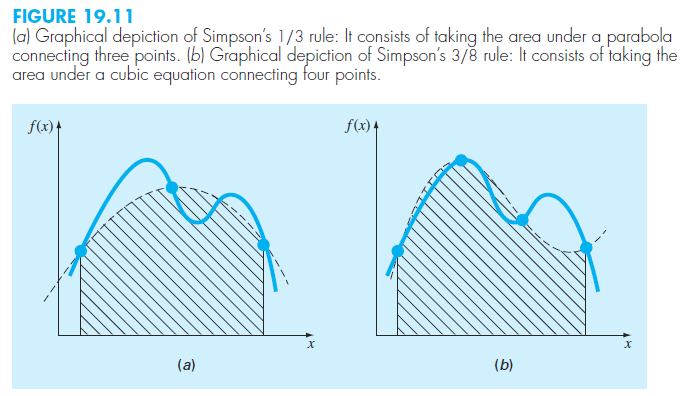 FIGURE 19.11
(a) Graphical depiction of Simpson's 1/3 rule: It consists of taking the area under a parabola
connecting three points. (b) Graphical depiction of Simpson's 3/8 rule: It consists of taking the
area under a cubic equation connecting four points.
f(x) f(x)
x x
(a) (b)